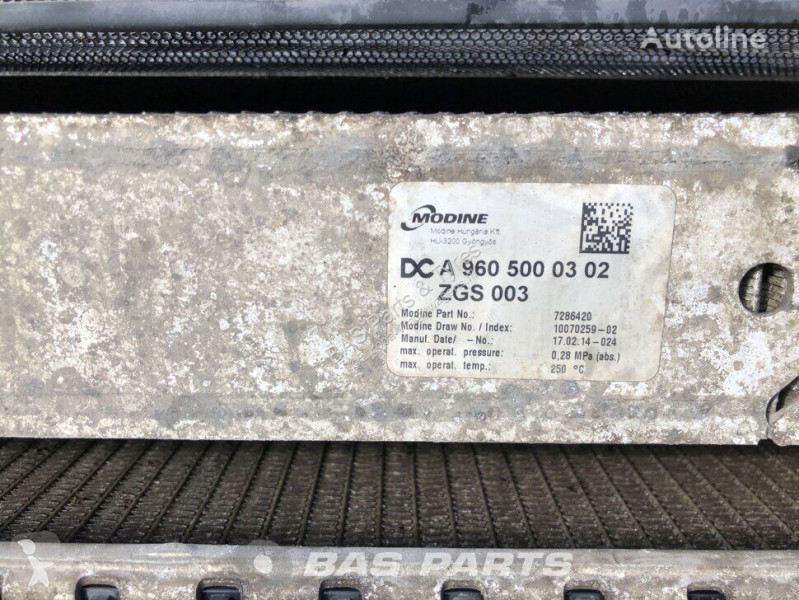 Autoline
MODINE
Modine Hungária Kft.
HU-3200 Gyöngyös
DC A 960 500 03 02
ZGS 003
Modine Part No.: 7286420
Modine Draw No. / Index: 10070259-02
Manuf. Date/ -No.: 17.02.14-024
max. operat. pressure: 0,28 MPa (abs.)
max. operat. temp.: 250 °C
BAS PARTS